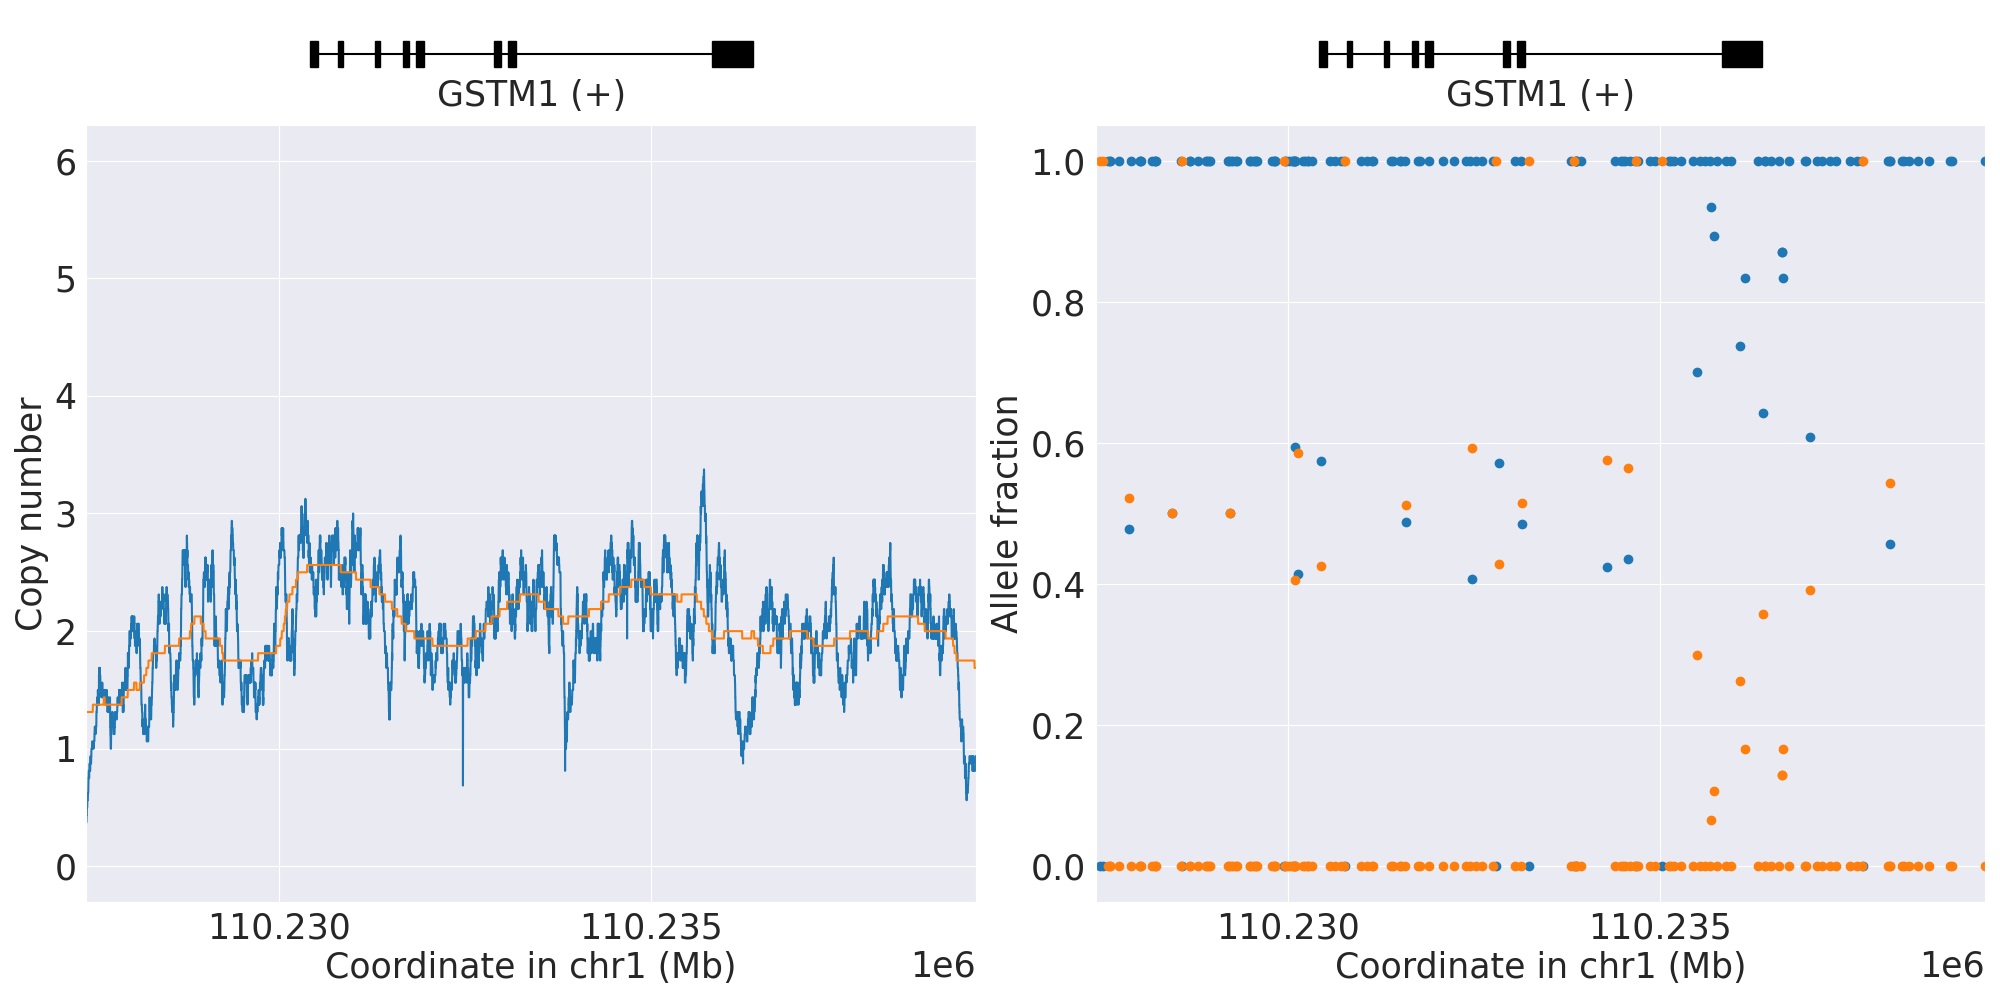 GSTM1 (+)
Copy number
6
5
4
3
2
1
0
110.230
110.235
Coordinate in chr1 (Mb)
1e6
GSTM1 (+)
Allele fraction
1.0
0.8
0.6
0.4
0.2
0.0
110.230
110.235
Coordinate in chr1 (Mb)
1e6